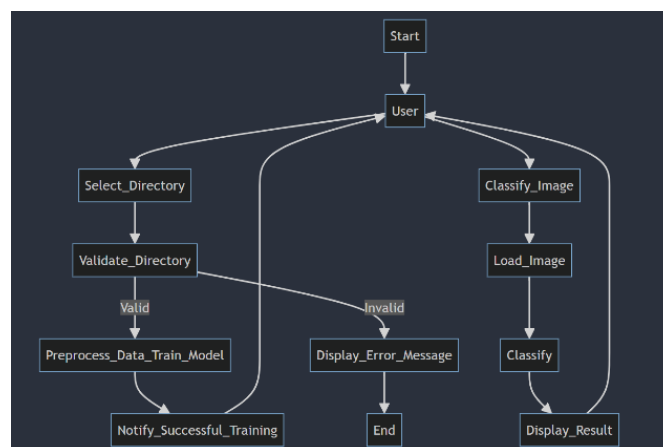 Start
User
Select_Directory
Classify_Image
Validate_Directory
Load_Image
Valid
Invalid
Preprocess_Data_Train_Model
Display_Error_Message
Classify
Notify_Successful_Training
End
Display_Result